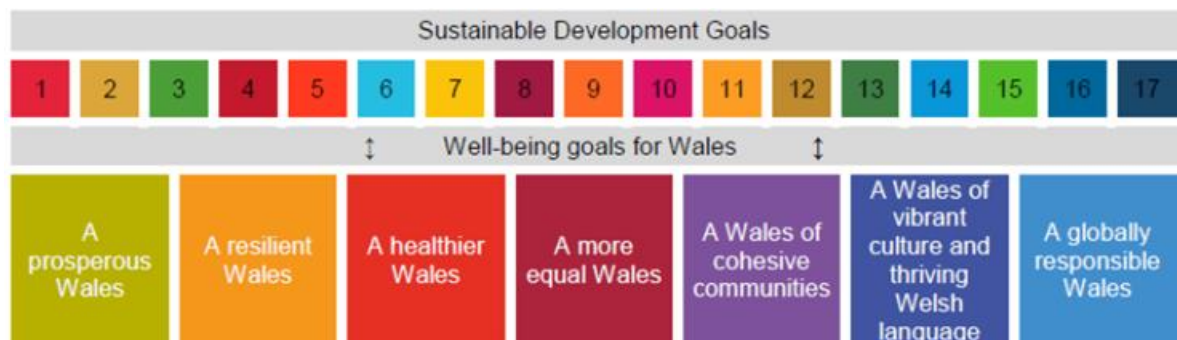 Sustainable Development Goals
1 2 3 4 5 6 7 8 9 10 11 12 13 14 15 16 17
↕ Well-being goals for Wales ↕
A
prosperous
Wales
A resilient
Wales
A healthier
Wales
A more
equal Wales
A Wales of
cohesive
communities
A Wales of
vibrant
culture and
thriving
Welsh
language
A globally
responsible
Wales